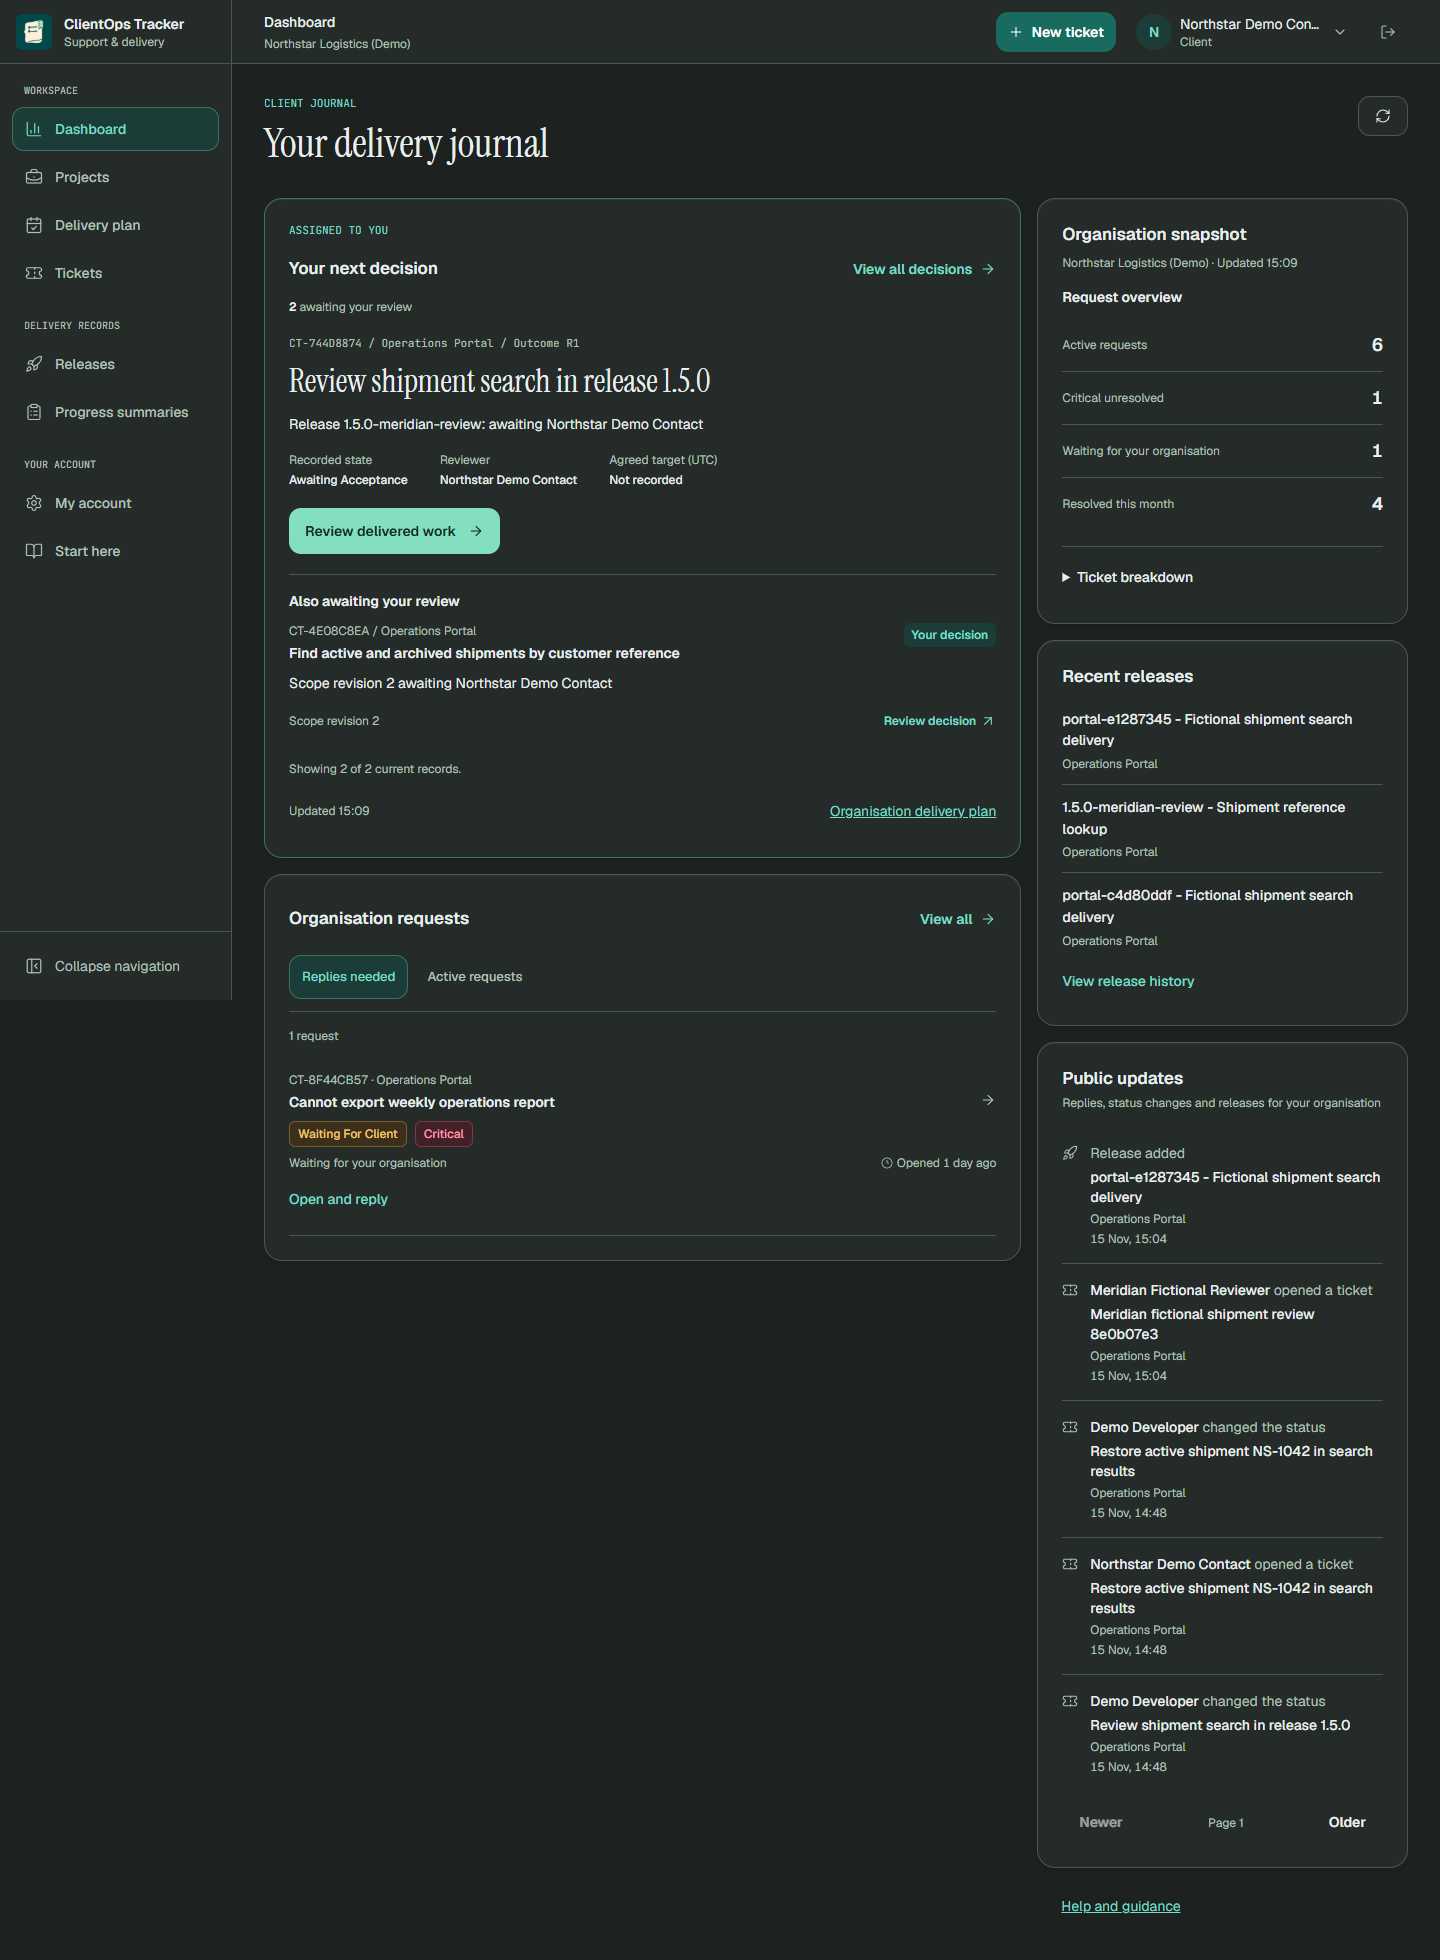 ClientOps Tracker
Support & delivery
Dashboard
Northstar Logistics (Demo)
New ticket
N
Northstar Demo Con...
Client
WORKSPACE
Dashboard
Projects
Delivery plan
Tickets
DELIVERY RECORDS
Releases
Progress summaries
YOUR ACCOUNT
My account
Start here
Collapse navigation
CLIENT JOURNAL
Your delivery journal
ASSIGNED TO YOU
Your next decision
View all decisions
2 awaiting your review
CT-744D8874 / Operations Portal / Outcome R1
Review shipment search in release 1.5.0
Release 1.5.0-meridian-review: awaiting Northstar Demo Contact
Recorded state
Awaiting Acceptance
Reviewer
Northstar Demo Contact
Agreed target (UTC)
Not recorded
Review delivered work
Also awaiting your review
CT-4E08C8EA / Operations Portal
Your decision
Find active and archived shipments by customer reference
Scope revision 2 awaiting Northstar Demo Contact
Scope revision 2
Review decision
Showing 2 of 2 current records.
Updated 15:09
Organisation delivery plan
Organisation requests
View all
Replies needed
Active requests
1 request
CT-8F44CB57 · Operations Portal
Cannot export weekly operations report
Waiting For Client
Critical
Waiting for your organisation
Opened 1 day ago
Open and reply
Organisation snapshot
Northstar Logistics (Demo) · Updated 15:09
Request overview
Active requests
6
Critical unresolved
1
Waiting for your organisation
1
Resolved this month
4
Ticket breakdown
Recent releases
portal-e1287345 - Fictional shipment search
delivery
Operations Portal
1.5.0-meridian-review - Shipment reference
lookup
Operations Portal
portal-c4d80ddf - Fictional shipment search
delivery
Operations Portal
View release history
Public updates
Replies, status changes and releases for your organisation
Release added
portal-e1287345 - Fictional shipment search
delivery
Operations Portal
15 Nov, 15:04
Meridian Fictional Reviewer opened a ticket
Meridian fictional shipment review
8e0b07e3
Operations Portal
15 Nov, 15:04
Demo Developer changed the status
Restore active shipment NS-1042 in search
results
Operations Portal
15 Nov, 14:48
Northstar Demo Contact opened a ticket
Restore active shipment NS-1042 in search
results
Operations Portal
15 Nov, 14:48
Demo Developer changed the status
Review shipment search in release 1.5.0
Operations Portal
15 Nov, 14:48
Newer
Page 1
Older
Help and guidance